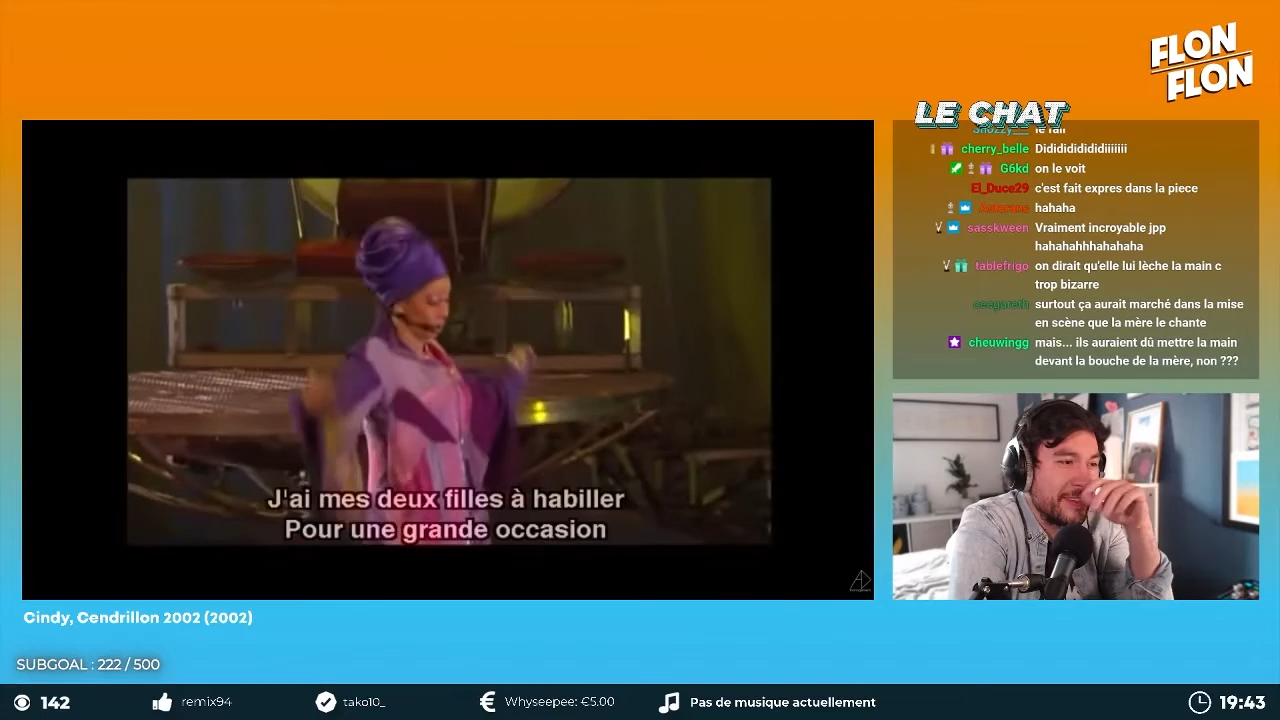 FLON
FLON
LE CHAT
le fait
cherry_belle Didididididiiiiiii
G6kd on le voit
El_Duce29 c'est fait expres dans la piece
hahaha
sasskween Vraiment incroyable jpp
hahahahhhahahaha
tablefrigo on dirait qu'elle lui lèche la main c
trop bizarre
ceegareth surtout ça aurait marché dans la mise
en scène que la mère le chante
cheuwingg mais... ils auraient dû mettre la main
devant la bouche de la mère, non ???
J'ai mes deux filles à habiller
Pour une grande occasion
Cindy, Cendrillon 2002 (2002)
SUBGOAL : 222 / 500
142 remix94 tako10_ € Whyseepee: €5.00 Pas de musique actuellement 19:43